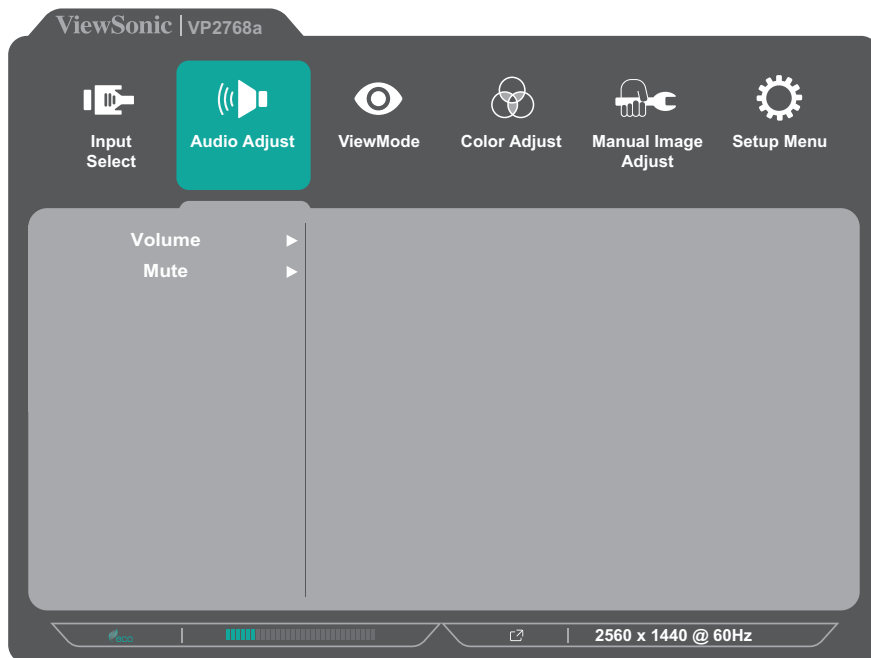 ViewSonic VP2768a
Input Select
Audio Adjust
ViewMode
Color Adjust
Manual Image Adjust
Setup Menu
Volume
Mute
eco
2560 x 1440 @ 60Hz